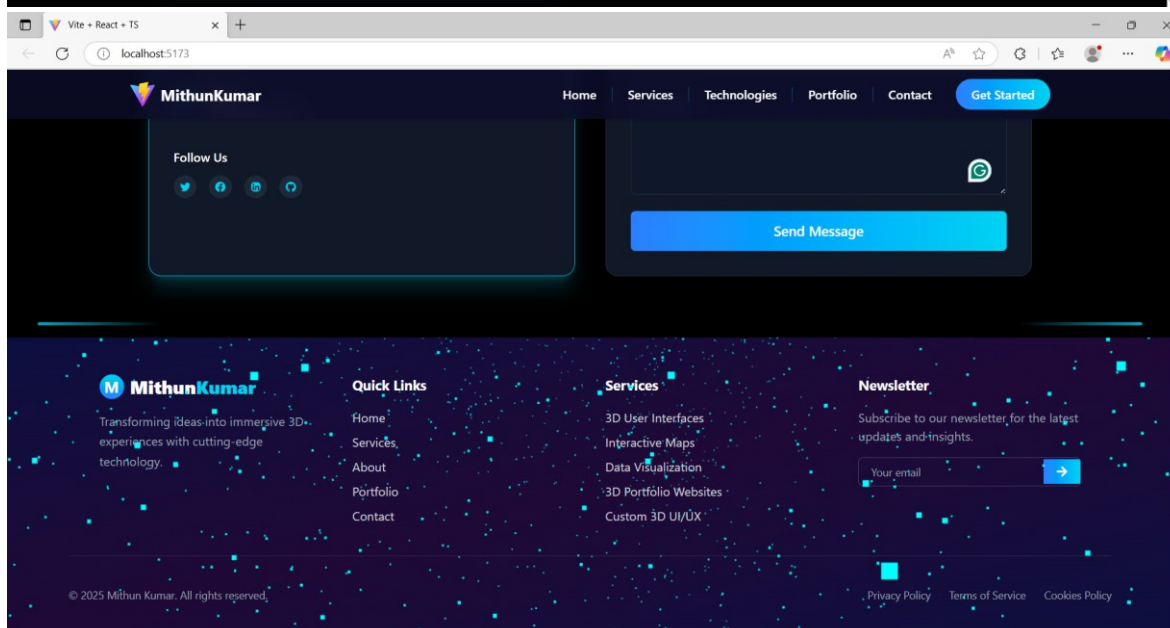 Vite + React + TS
localhost:5173
MithunKumar
Home
Services
Technologies
Portfolio
Contact
Get Started
Follow Us
Send Message
M MithunKumar
Transforming ideas into immersive 3D
experiences with cutting-edge
technology.
Quick Links
Home
Services
About
Portfolio
Contact
Services
3D User Interfaces
Interactive Maps
Data Visualization
3D Portfolio Websites
Custom 3D UI/UX
Newsletter
Subscribe to our newsletter for the latest
updates and insights.
Your email
© 2025 Mithun Kumar. All rights reserved.
Privacy Policy
Terms of Service
Cookies Policy